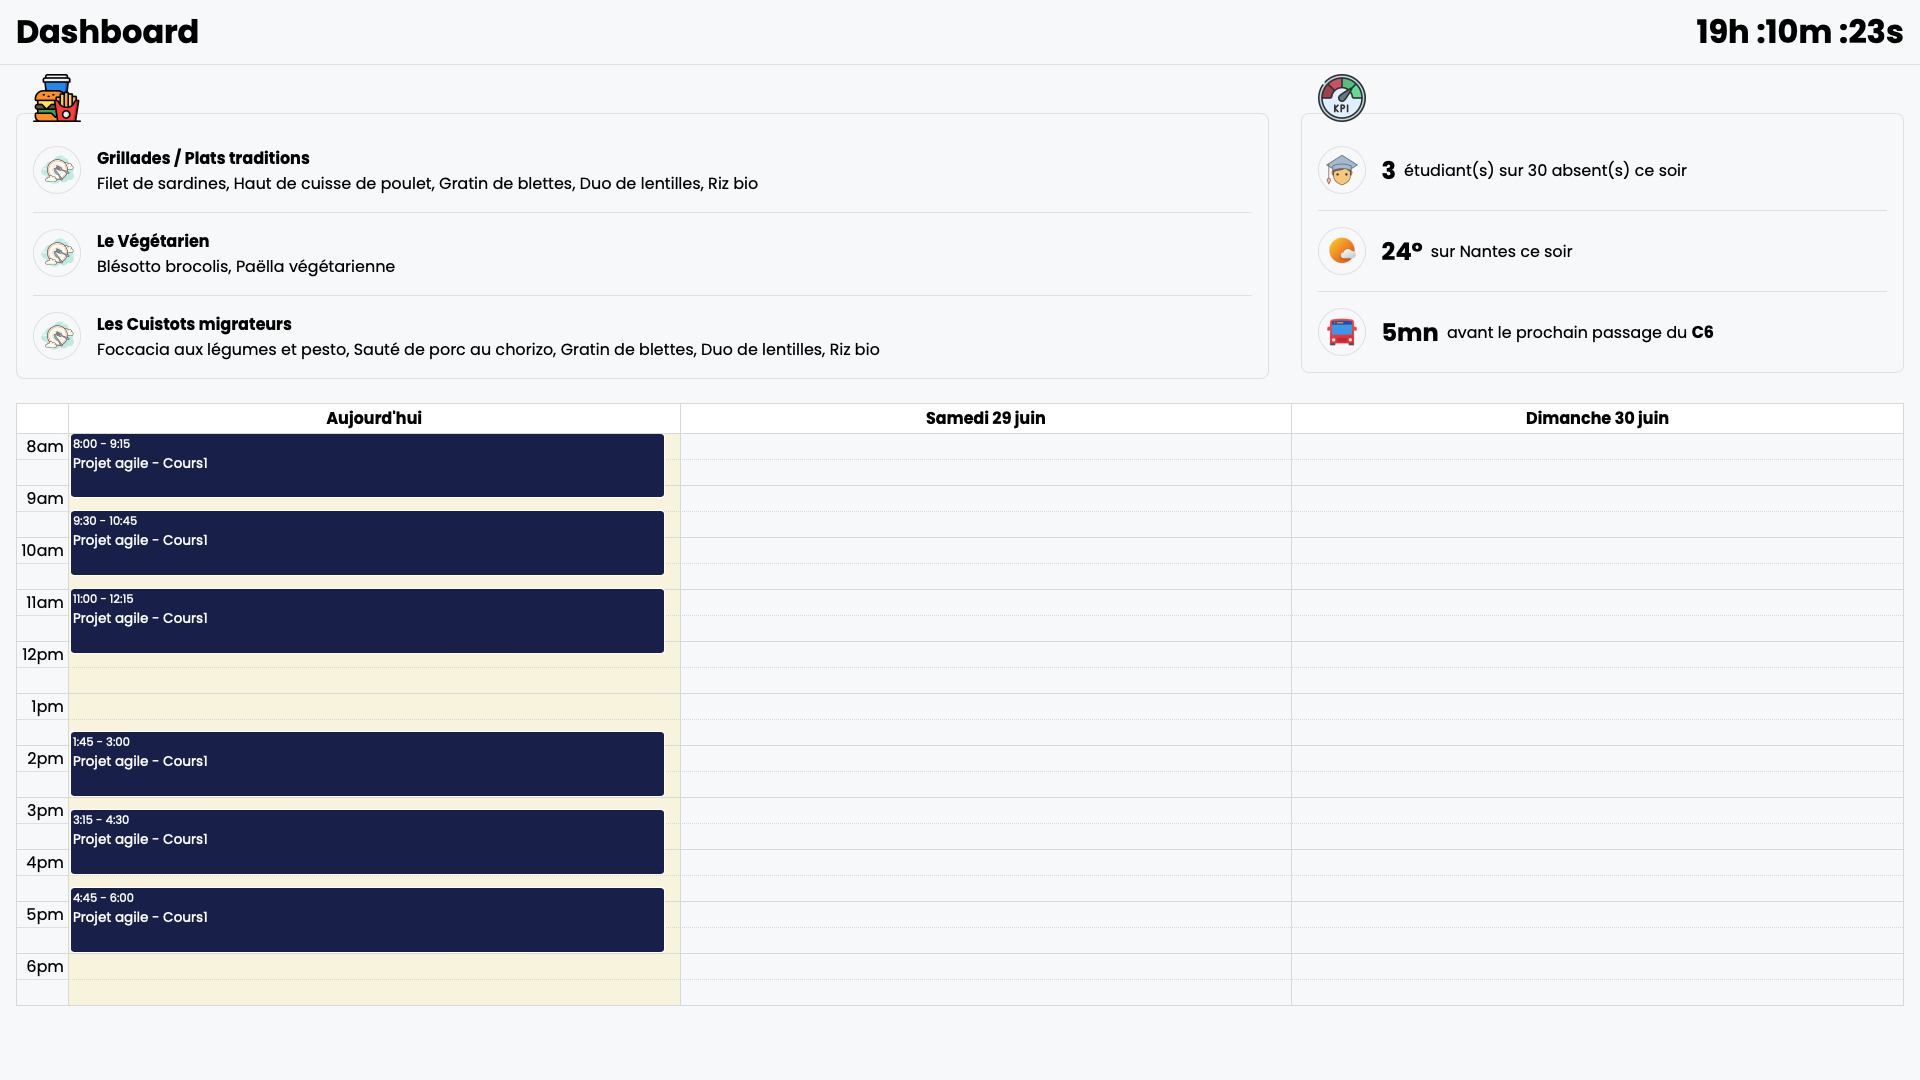 Dashboard
19h :10m :23s
Grillades / Plats traditions
Filet de sardines, Haut de cuisse de poulet, Gratin de blettes, Duo de lentilles, Riz bio
Le Végétarien
Blésotto brocolis, Paëlla végétarienne
Les Cuistots migrateurs
Foccacia aux légumes et pesto, Sauté de porc au chorizo, Gratin de blettes, Duo de lentilles, Riz bio
KPI
3 étudiant(s) sur 30 absent(s) ce soir
24° sur Nantes ce soir
5mn avant le prochain passage du C6
Aujourd'hui
Samedi 29 juin
Dimanche 30 juin
8am
8:00 - 9:15
Projet agile - Cours1
9am
9:30 - 10:45
Projet agile - Cours1
10am
11am
11:00 - 12:15
Projet agile - Cours1
12pm
1pm
1:45 - 3:00
Projet agile - Cours1
2pm
3pm
3:15 - 4:30
Projet agile - Cours1
4pm
4:45 - 6:00
Projet agile - Cours1
5pm
6pm